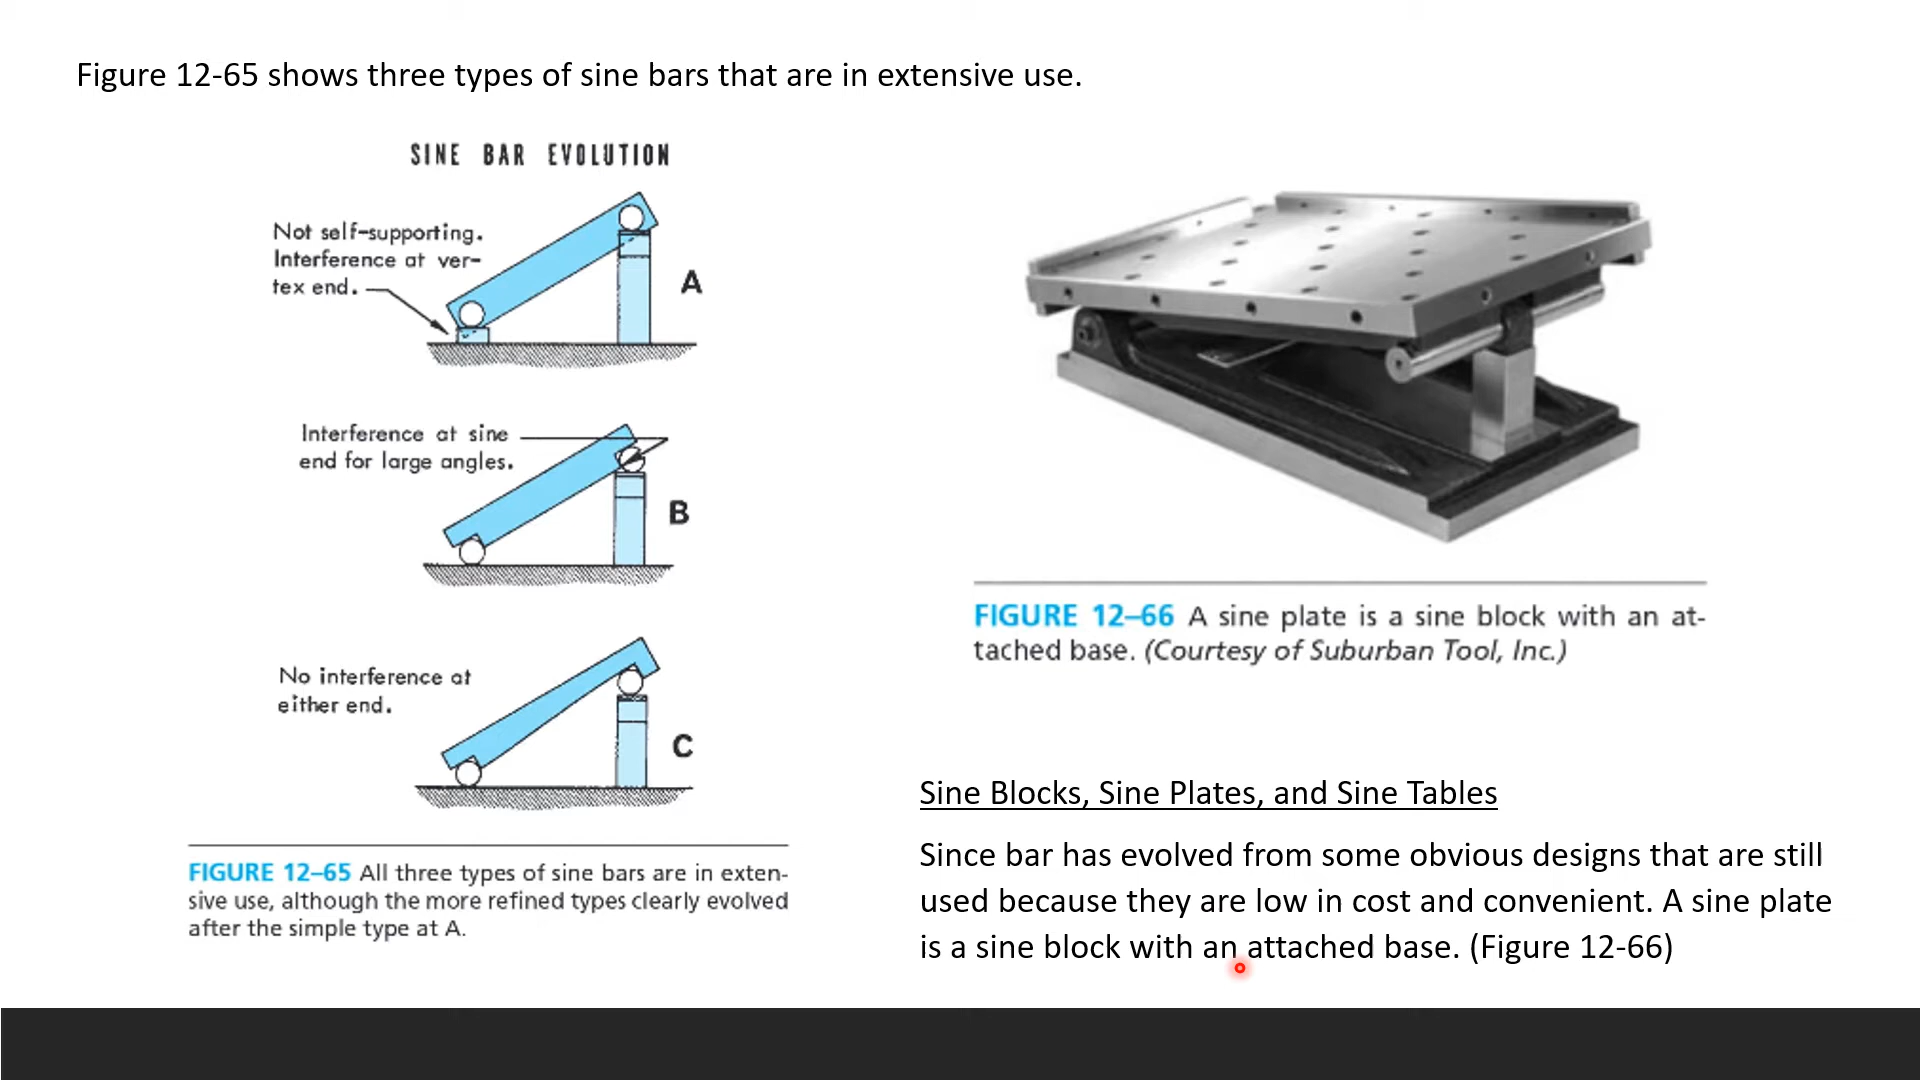 Figure 12-65 shows three types of sine bars that are in extensive use.
SINE BAR EVOLUTION
Not self-supporting.
Interference at ver-
tex end.
A
Interference at sine
end for large angles.
B
No interference at
either end.
C
FIGURE 12–65 All three types of sine bars are in exten-
sive use, although the more refined types clearly evolved
after the simple type at A.
FIGURE 12–66 A sine plate is a sine block with an at-
tached base. (Courtesy of Suburban Tool, Inc.)
Sine Blocks, Sine Plates, and Sine Tables
Since bar has evolved from some obvious designs that are still
used because they are low in cost and convenient. A sine plate
is a sine block with an attached base. (Figure 12-66)